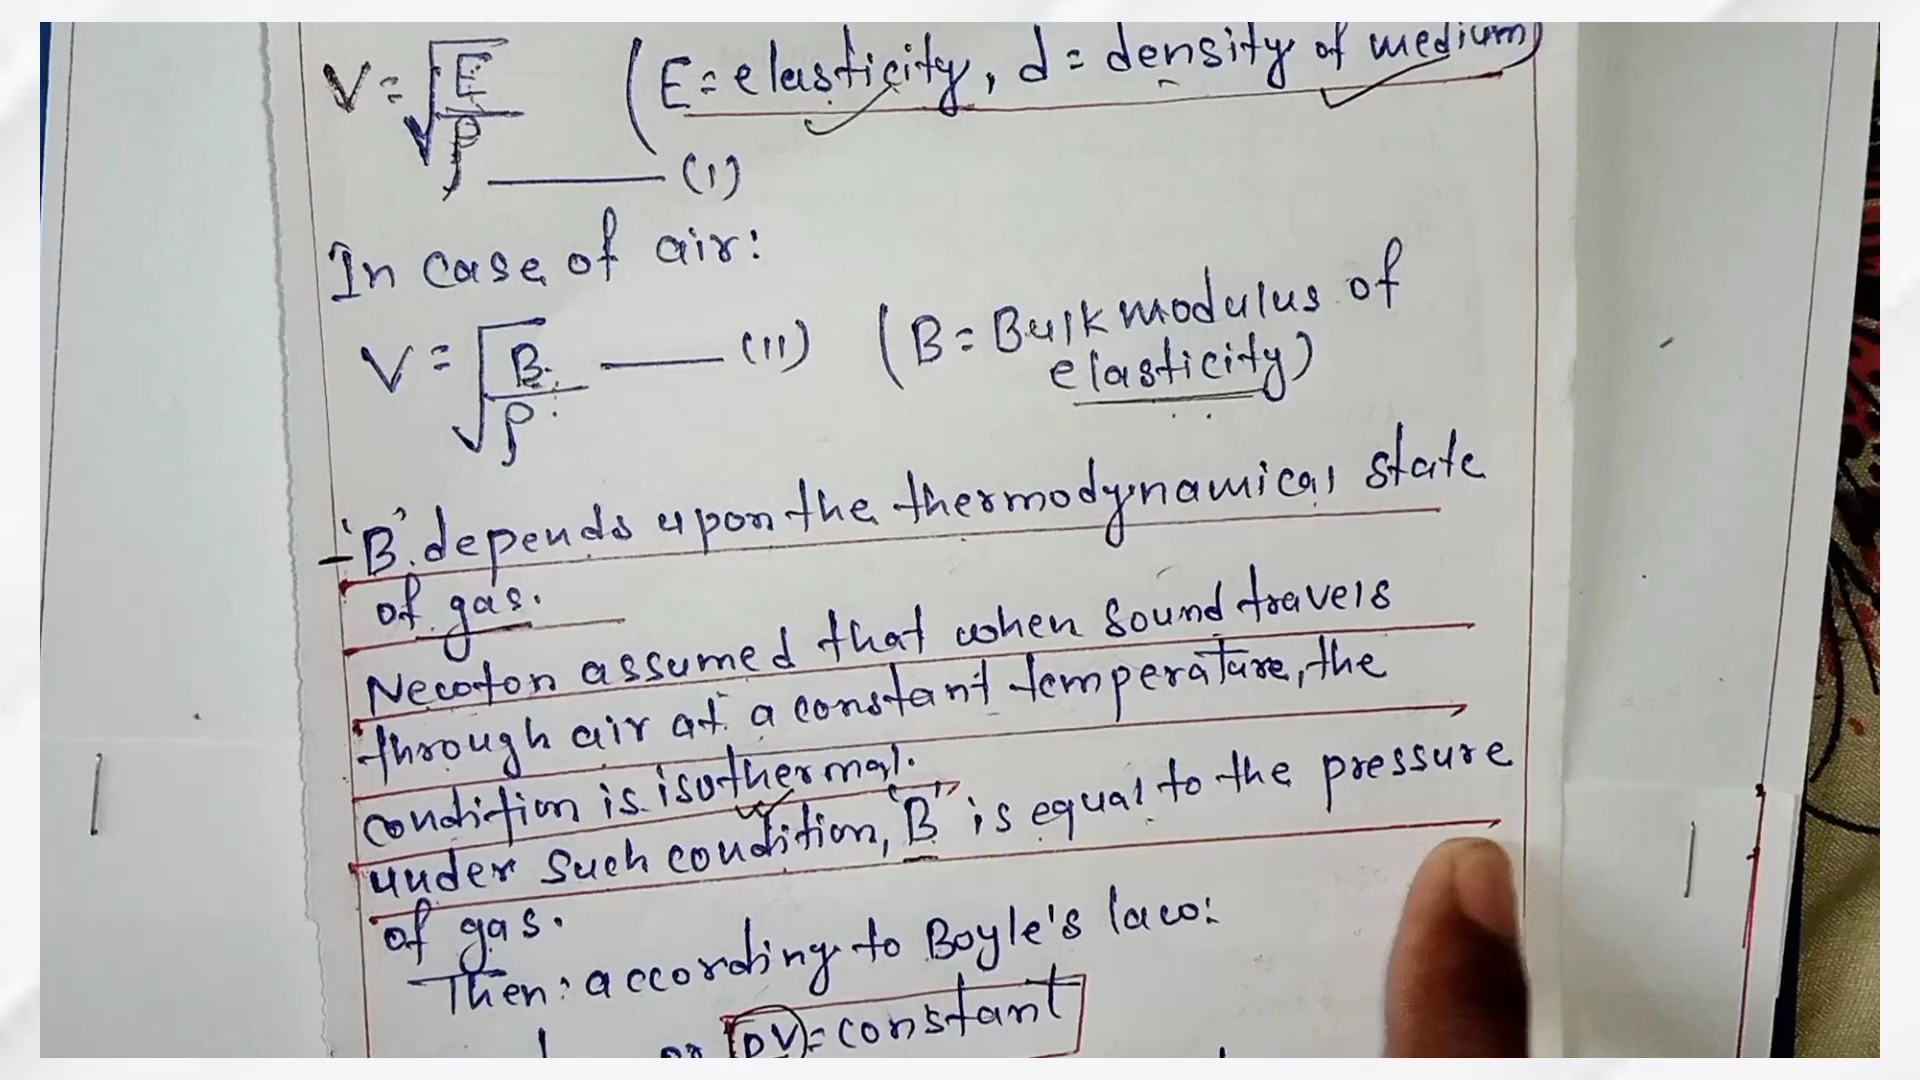 V = √E/ρ (E = elasticity, d = density of medium)
——— (I)
In case of air:
V = √B/ρ ——— (II) (B = Bulk modulus of
elasticity)
- 'B' depends upon the thermodynamical state
of gas.
Newton assumed that when sound travels
through air at a constant temperature, the
condition is isothermal.
under such condition, 'B' is equal to the pressure
of gas.
Then: according to Boyle's law:
PV = constant